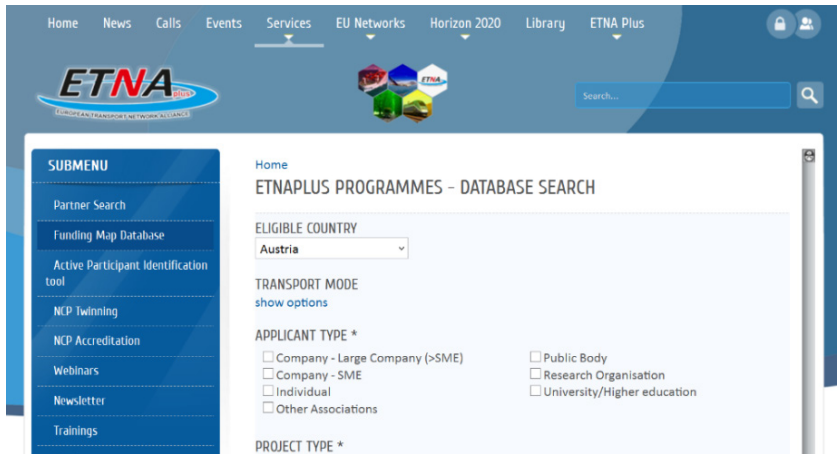 Home News Calls Events Services EU Networks Horizon 2020 Library ETNA Plus
ETNA plus
EUROPEAN TRANSPORT NETWORK ALLIANCE
ETNA
Search...
SUBMENU
Partner Search
Funding Map Database
Active Participant Identification
tool
NCP Twinning
NCP Accreditation
Webinars
Newsletter
Trainings
Home
ETNAPLUS PROGRAMMES - DATABASE SEARCH
ELIGIBLE COUNTRY
Austria
TRANSPORT MODE
show options
APPLICANT TYPE *
Company - Large Company (>SME)
Company - SME
Individual
Other Associations
Public Body
Research Organisation
University/Higher education
PROJECT TYPE *